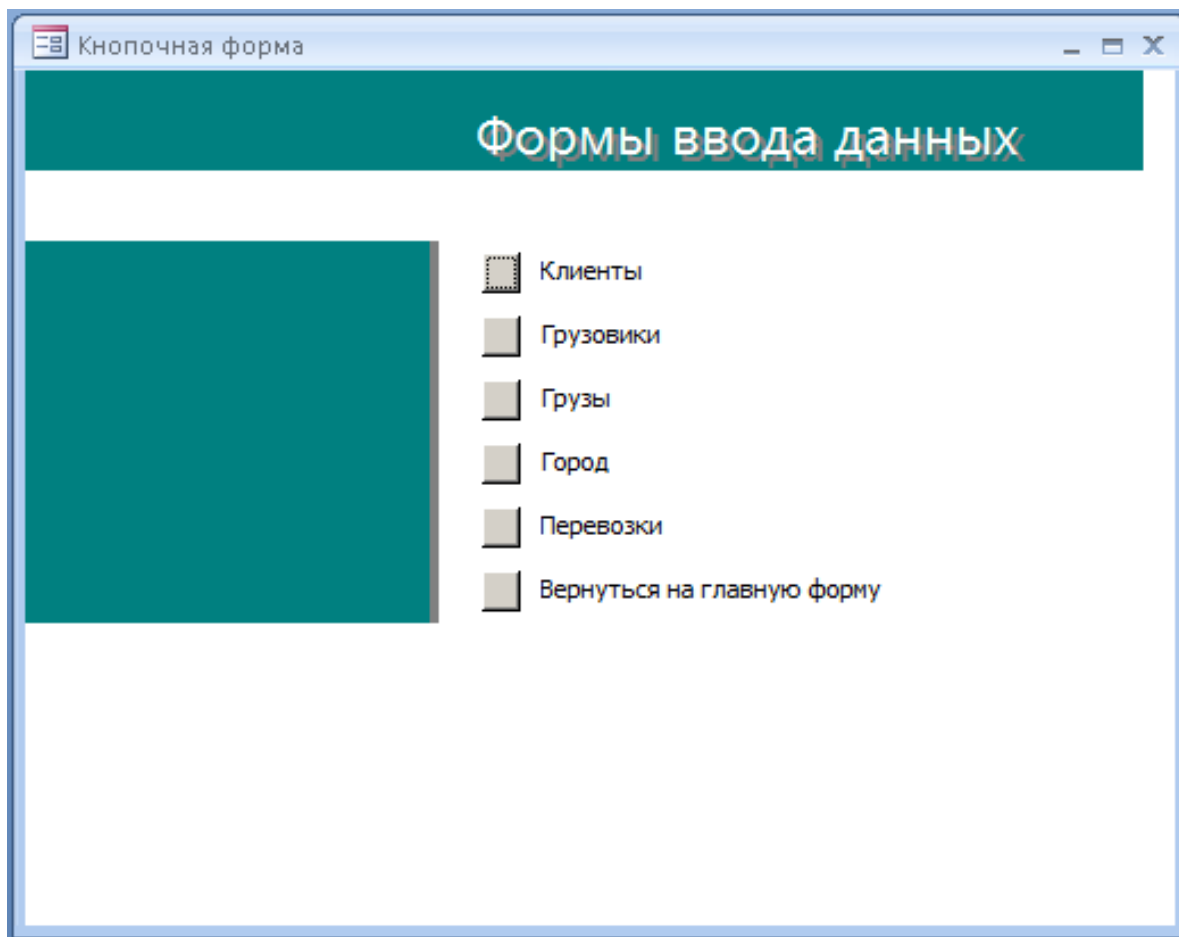 Кнопочная форма
Формы ввода данных
Клиенты
Грузовики
Грузы
Город
Перевозки
Вернуться на главную форму